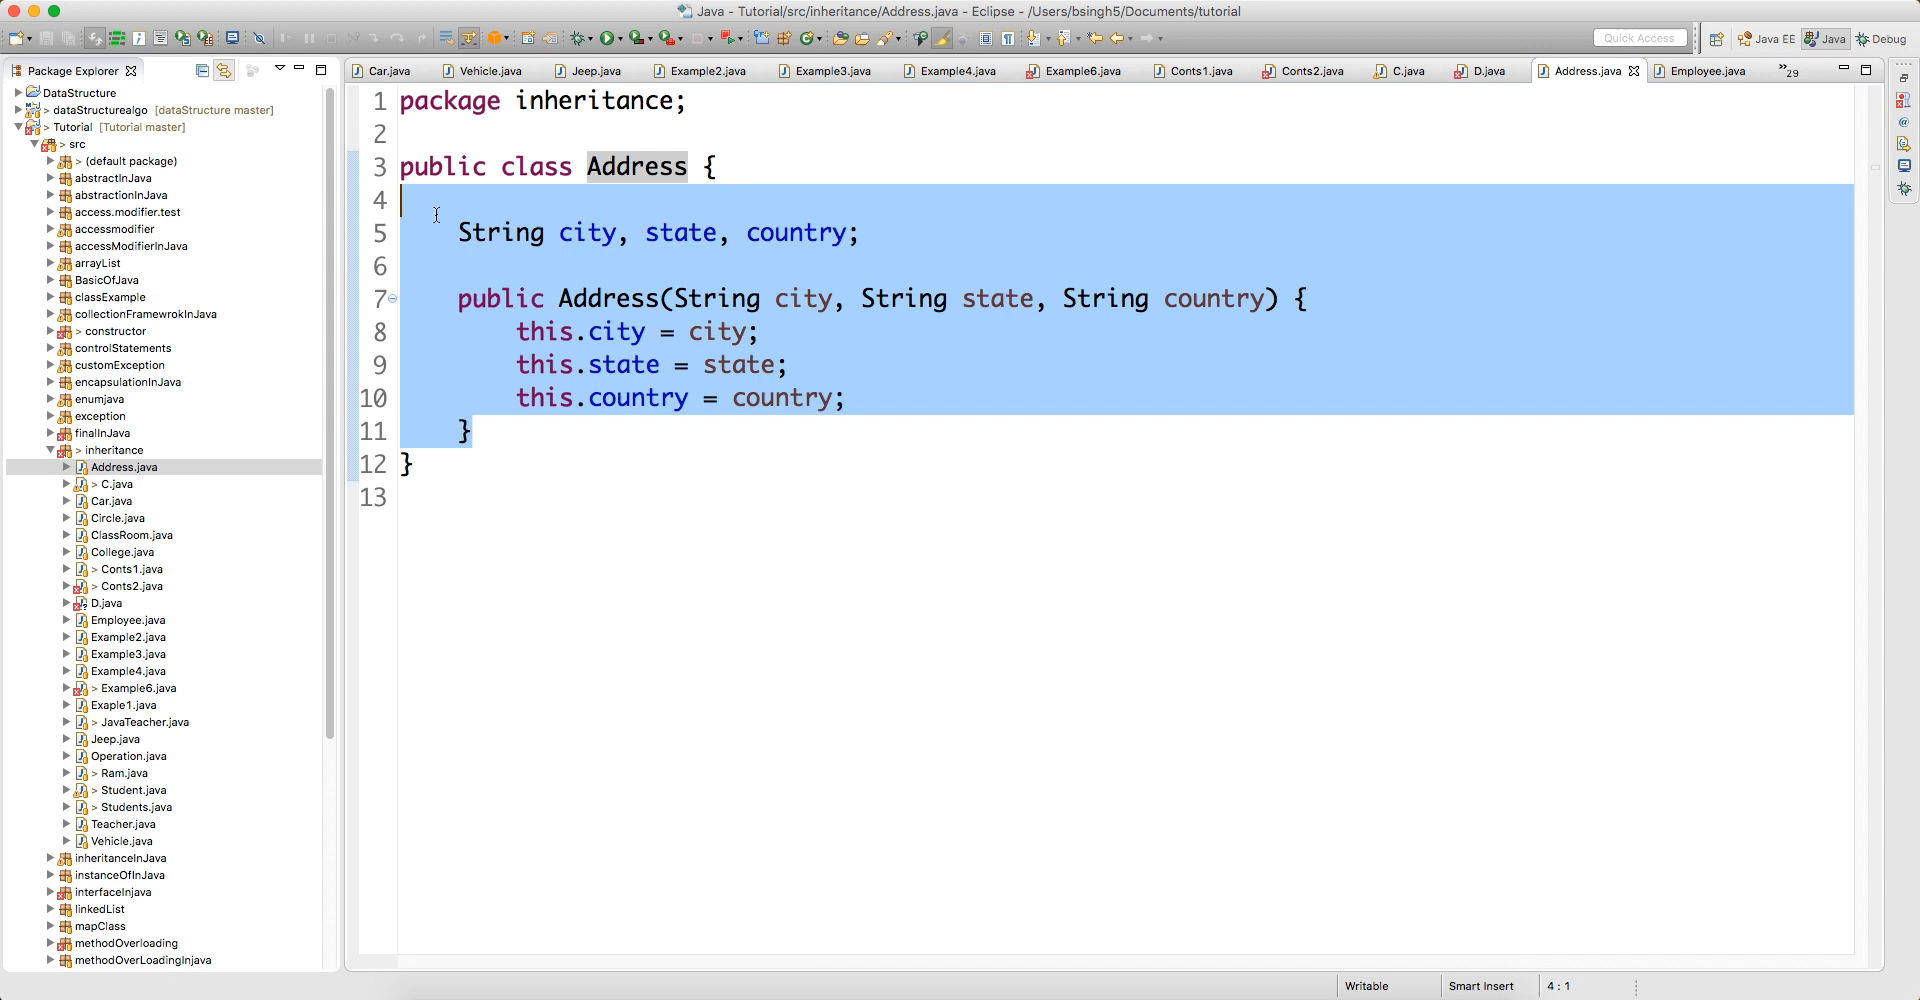 Java - Tutorial/src/inheritance/Address.java - Eclipse - /Users/bsingh5/Documents/tutorial
Quick Access
Java EE
Java
Debug
Package Explorer
Car.java
Vehicle.java
Jeep.java
Example2.java
Example3.java
Example4.java
Example6.java
Conts1.java
Conts2.java
C.java
D.java
Address.java
Employee.java
»29
DataStructure
> dataStructurealgo [dataStructure master]
> Tutorial [Tutorial master]
> src
> (default package)
abstractInJava
abstractionInJava
access.modifier.test
accessmodifier
accessModifierInJava
arrayList
BasicOfJava
classExample
collectionFramewrokInJava
> constructor
controlStatements
customException
encapsulationInJava
enumjava
exception
finalInJava
> inheritance
Address.java
> C.java
Car.java
Circle.java
ClassRoom.java
College.java
> Conts1.java
> Conts2.java
D.java
Employee.java
Example2.java
Example3.java
Example4.java
> Example6.java
Exaple1.java
> JavaTeacher.java
Jeep.java
Operation.java
> Ram.java
> Student.java
> Students.java
Teacher.java
Vehicle.java
inheritanceInJava
instanceOfInJava
interfaceInjava
linkedList
mapClass
methodOverloading
methodOverLoadingInjava
1 package inheritance;
2
3 public class Address {
4
5 String city, state, country;
6
7 public Address(String city, String state, String country) {
8 this.city = city;
9 this.state = state;
10 this.country = country;
11 }
12 }
13
Writable
Smart Insert
4 : 1